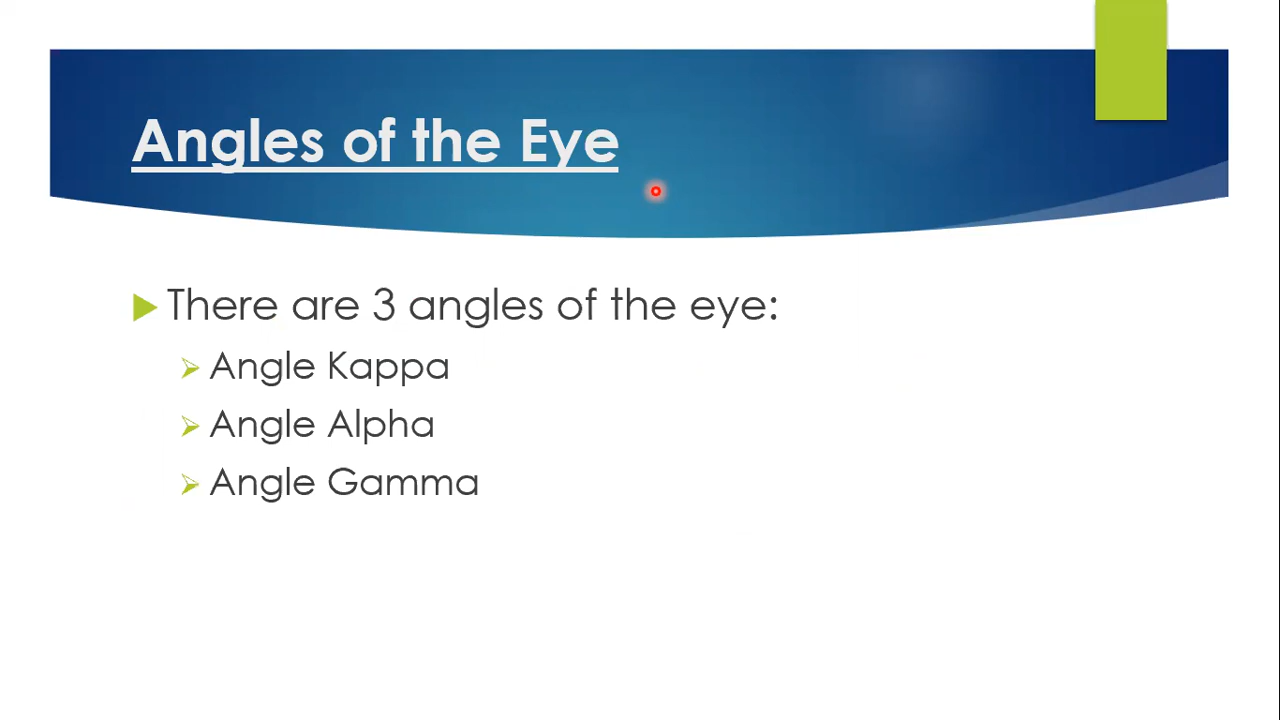 Angles of the Eye
There are 3 angles of the eye:
Angle Kappa
Angle Alpha
Angle Gamma